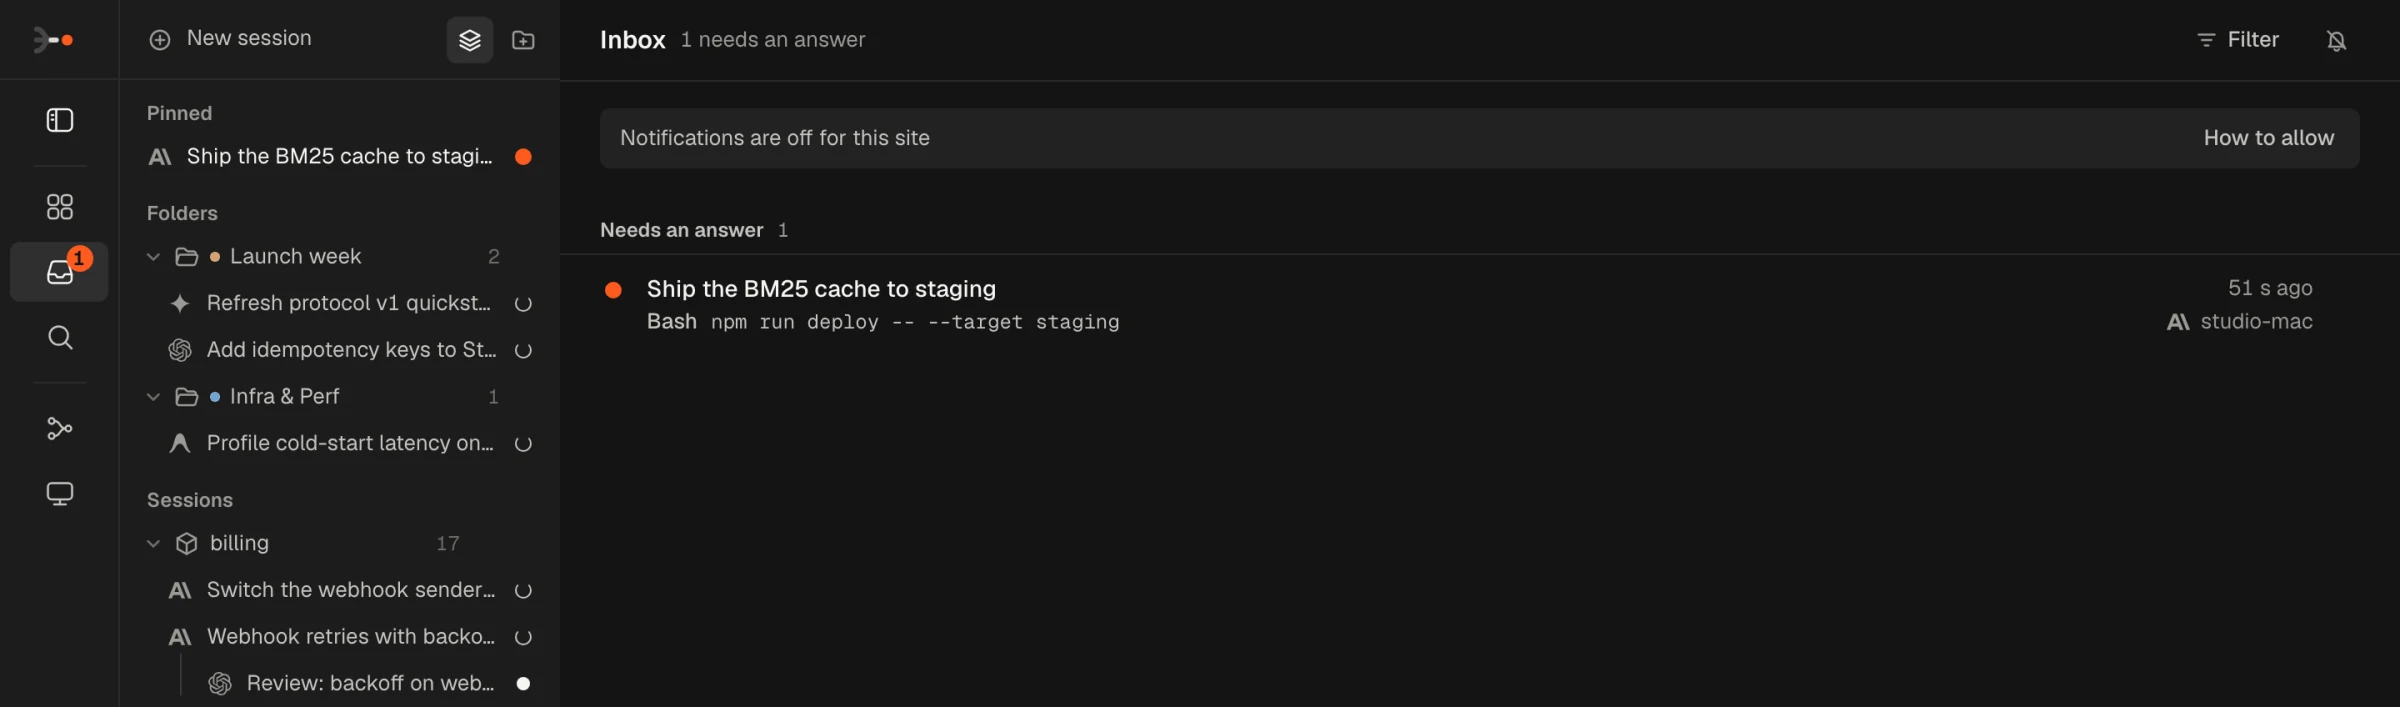 New session
Pinned
Ship the BM25 cache to stagi...
Folders
Launch week 2
Refresh protocol v1 quickst...
Add idempotency keys to St...
Infra & Perf 1
Profile cold-start latency on...
Sessions
billing 17
Switch the webhook sender...
Webhook retries with backo...
Review: backoff on web...
1
Inbox 1 needs an answer
Filter
Notifications are off for this site How to allow
Needs an answer 1
Ship the BM25 cache to staging 51 s ago
Bash npm run deploy -- --target staging studio-mac